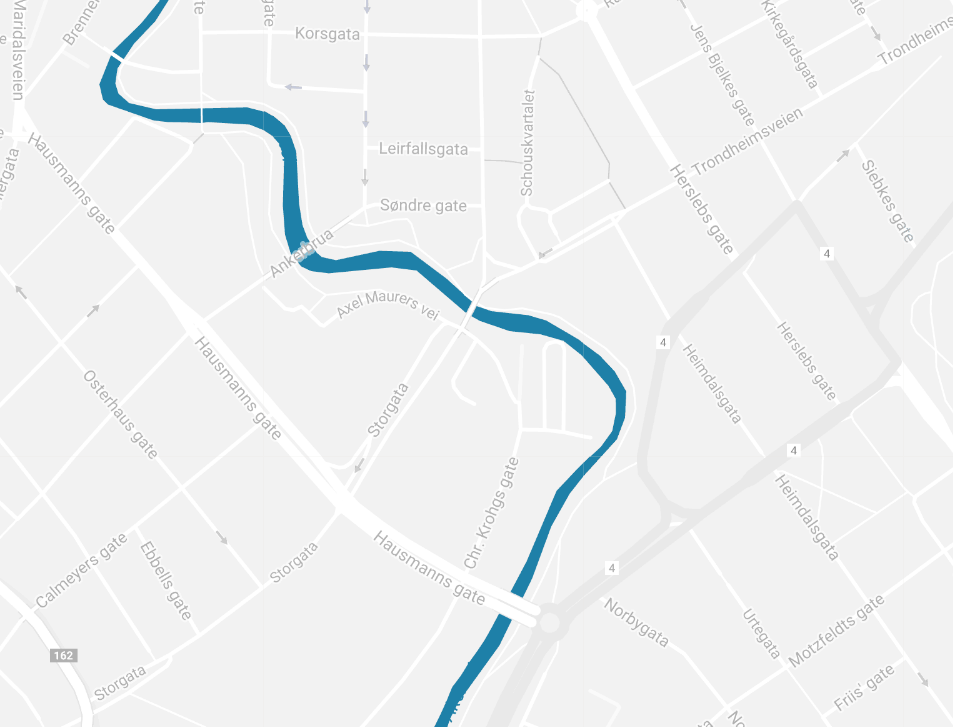 Maridalsveien
Korsgata
Jens Bjelkes gate
Kirkegårdsgata
Trondheims
Hausmanns gate
Leirfallsgata
Schouskvartalet
Trondheimsveien
Herslebs gate
Siebkes gate
Søndre gate
Ankerbrua
4
Axel Maurers vei
4
Hausmanns gate
Osterhaus gate
Storgata
Heimdalsgata
Herslebs gate
4
Chr. Krohgs gate
Heimdalsgata
Hausmanns gate
Calmeyers gate
Ebbells gate
Storgata
4
Norbygata
Urtegata
Motzfeldts gate
162
Storgata
Friis' gate